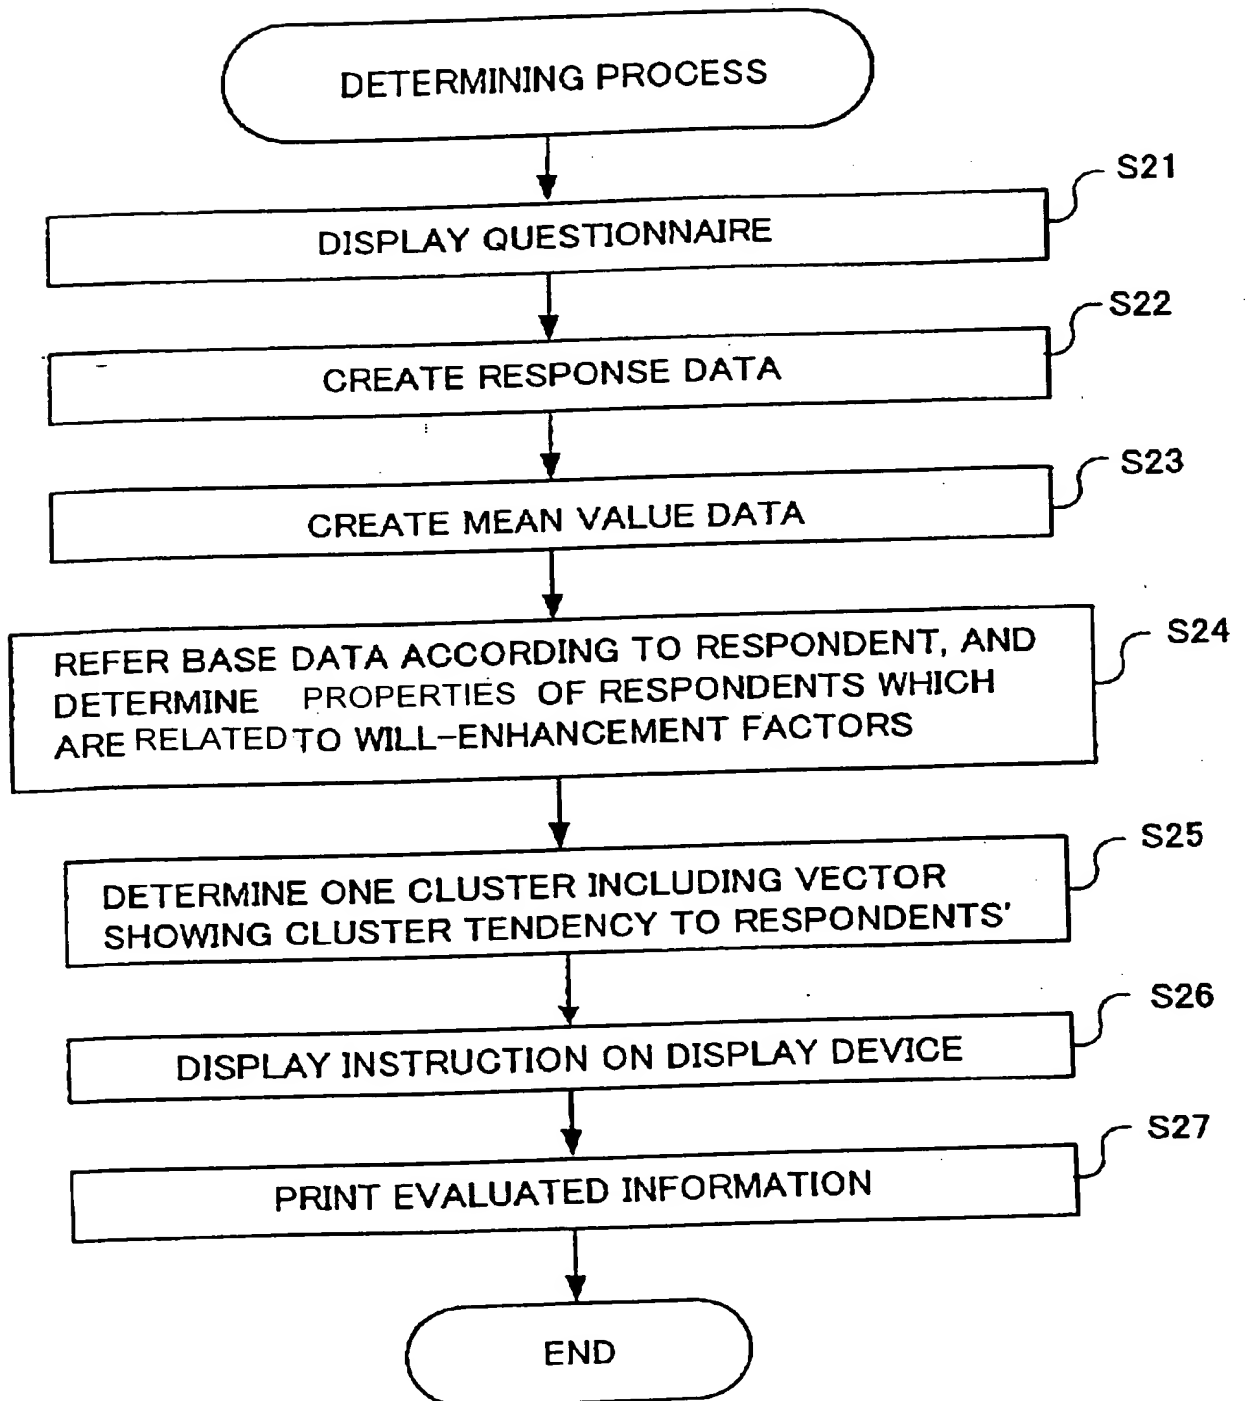 DETERMINING PROCESS
S21
DISPLAY QUESTIONNAIRE
S22
CREATE RESPONSE DATA
S23
CREATE MEAN VALUE DATA
S24
REFER BASE DATA ACCORDING TO RESPONDENT, AND
DETERMINE PROPERTIES OF RESPONDENTS WHICH
ARE RELATED TO WILL-ENHANCEMENT FACTORS
S25
DETERMINE ONE CLUSTER INCLUDING VECTOR
SHOWING CLUSTER TENDENCY TO RESPONDENTS'
S26
DISPLAY INSTRUCTION ON DISPLAY DEVICE
S27
PRINT EVALUATED INFORMATION
END